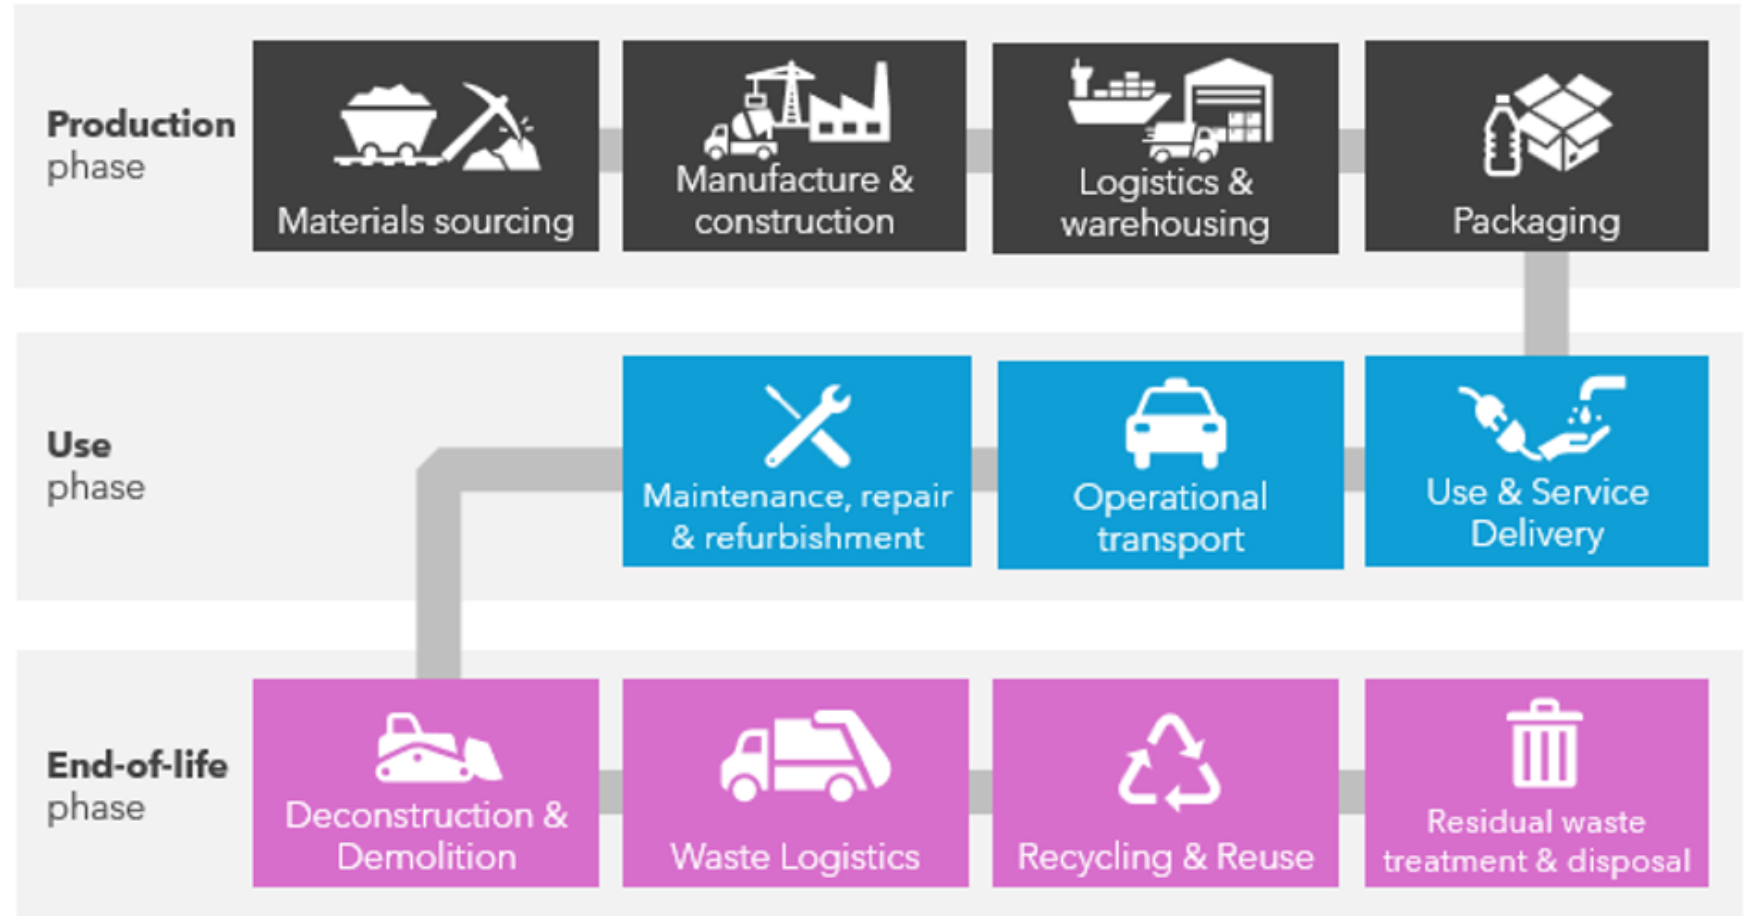 Production
phase
Materials sourcing
Manufacture &
construction
Logistics &
warehousing
Packaging
Use
phase
Maintenance, repair
& refurbishment
Operational
transport
Use & Service
Delivery
End-of-life
phase
Deconstruction &
Demolition
Waste Logistics
Recycling & Reuse
Residual waste
treatment & disposal